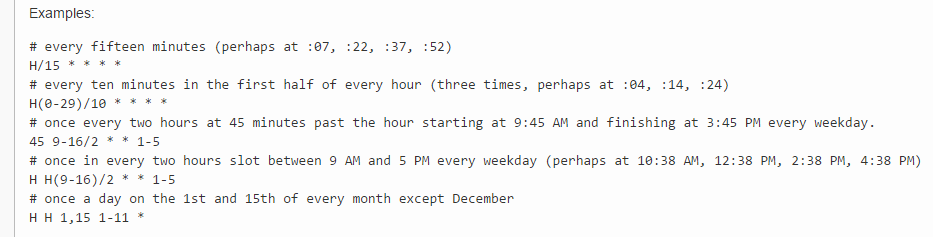 Examples:
# every fifteen minutes (perhaps at :07, :22, :37, :52)
H/15 * * * *
# every ten minutes in the first half of every hour (three times, perhaps at :04, :14, :24)
H(0-29)/10 * * * *
# once every two hours at 45 minutes past the hour starting at 9:45 AM and finishing at 3:45 PM every weekday.
45 9-16/2 * * 1-5
# once in every two hours slot between 9 AM and 5 PM every weekday (perhaps at 10:38 AM, 12:38 PM, 2:38 PM, 4:38 PM)
H H(9-16)/2 * * 1-5
# once a day on the 1st and 15th of every month except December
H H 1,15 1-11 *